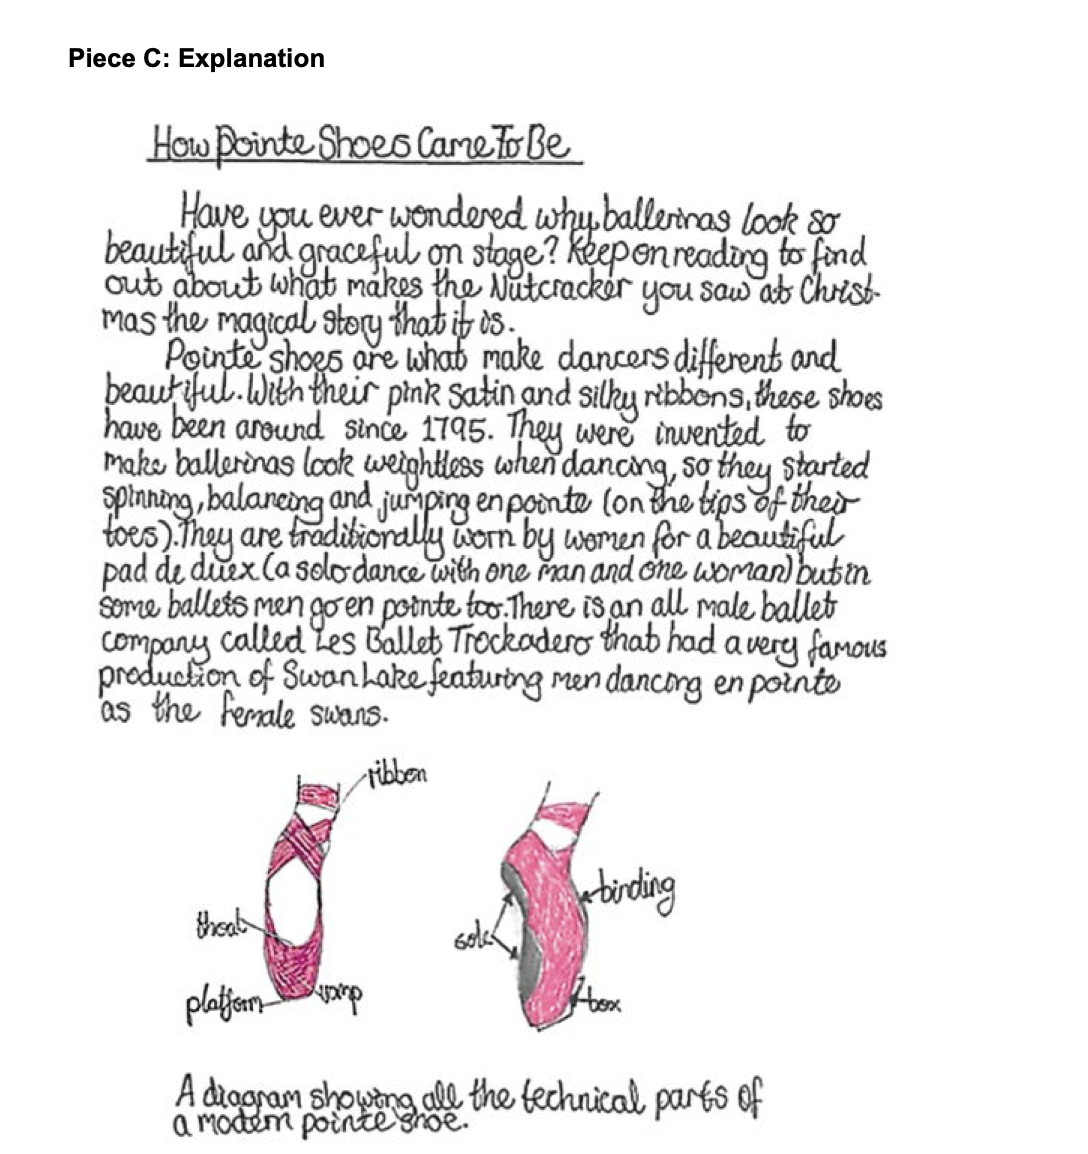 Piece C: Explanation
How Pointe Shoes Came To Be
Have you ever wondered why ballerinas look so
beautiful and graceful on stage? Keep on reading to find
out about what makes the Nutcracker you saw at Christ-
mas the magical story that it is.
Pointe shoes are what make dancers different and
beautiful. With their pink satin and silky ribbons, these shoes
have been around since 1795. They were invented to
make ballerinas look weightless when dancing, so they started
spinning, balancing and jumping en pointe (on the tips of their
toes). They are traditionally worn by women for a beautiful
pad de duex (a solo dance with one man and one woman) but in
some ballets men go en pointe too. There is an all male ballet
company called Les Ballet Trockadero that had a very famous
production of Swan Lake featuring men dancing en pointe
as the female swans.
ribbon
binding
throat
sole
platform
vamp
box
A diagram showing all the technical parts of
a modern pointe shoe.